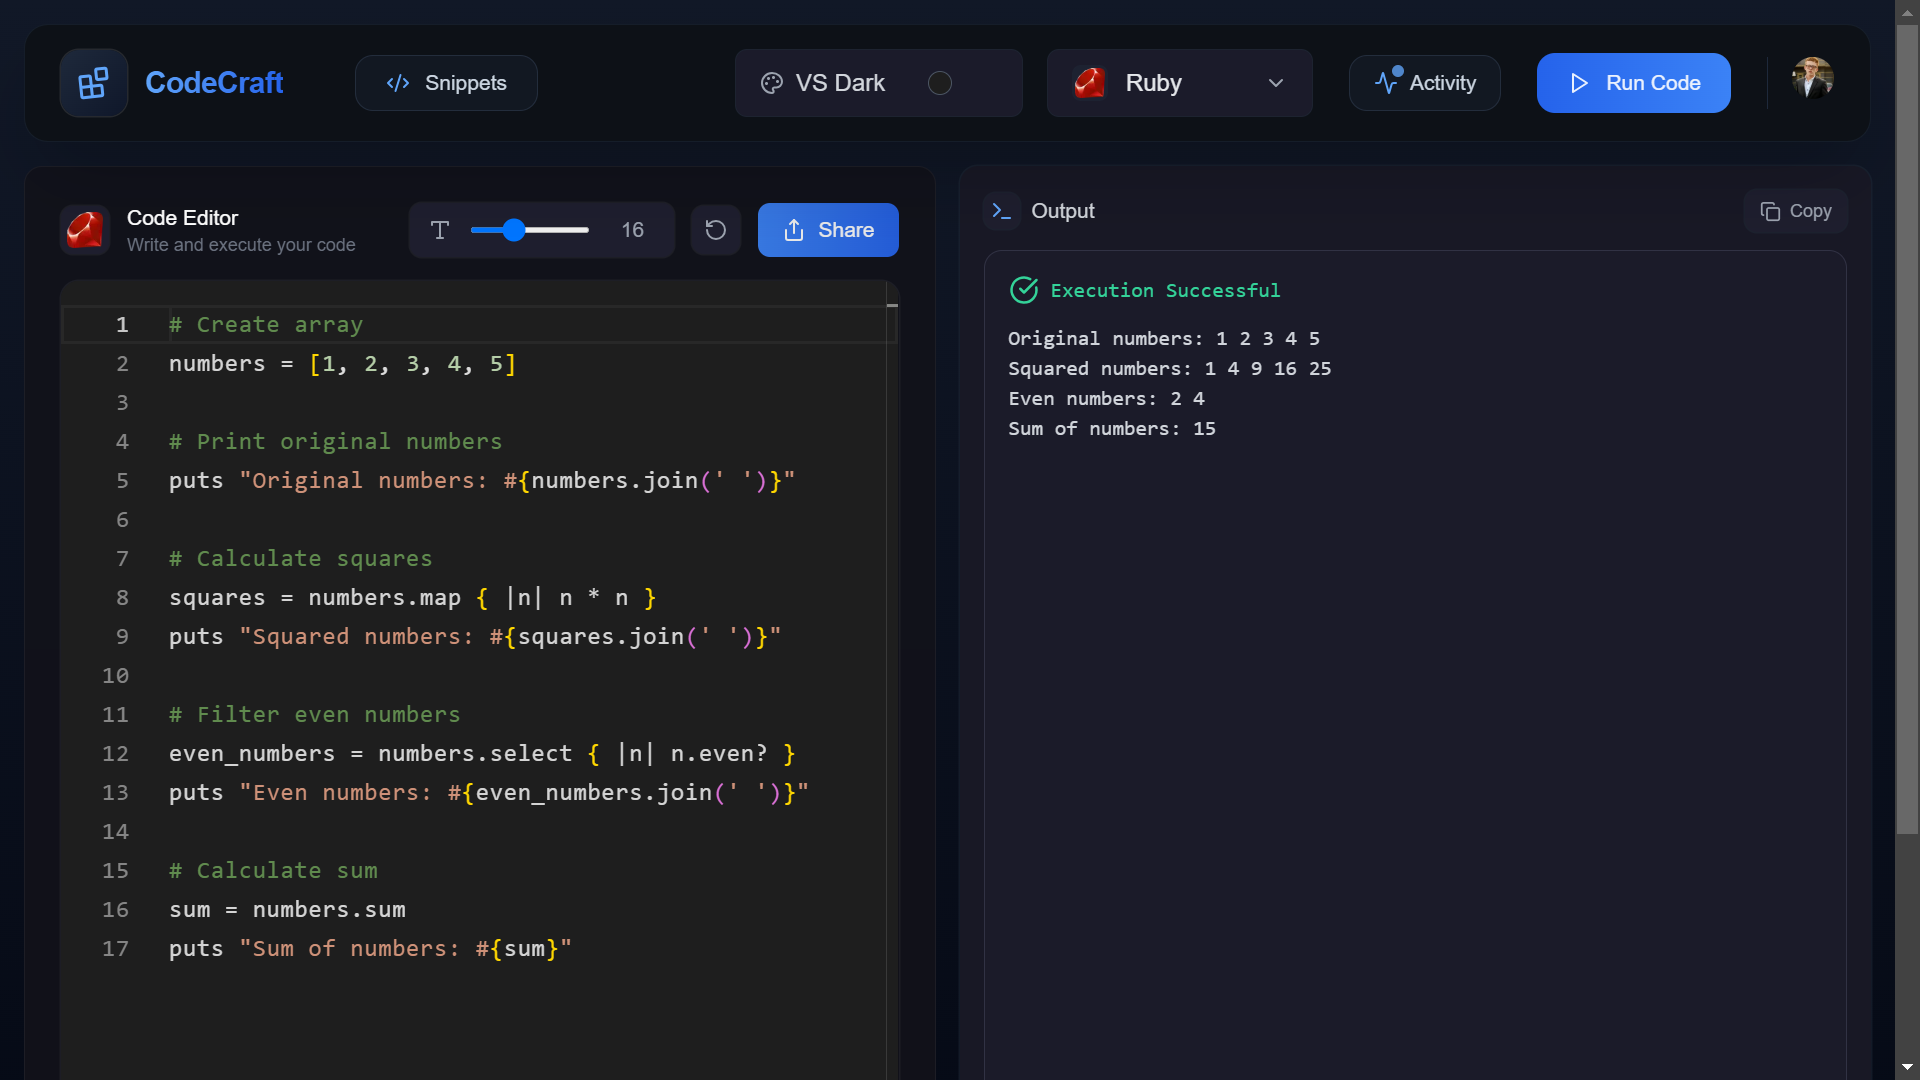 CodeCraft
</> Snippets
VS Dark
Ruby
Activity
Run Code
Code Editor
Write and execute your code
16
Share
1 # Create array
2 numbers = [1, 2, 3, 4, 5]
3
4 # Print original numbers
5 puts "Original numbers: #{numbers.join(' ')}"
6
7 # Calculate squares
8 squares = numbers.map { |n| n * n }
9 puts "Squared numbers: #{squares.join(' ')}"
10
11 # Filter even numbers
12 even_numbers = numbers.select { |n| n.even? }
13 puts "Even numbers: #{even_numbers.join(' ')}"
14
15 # Calculate sum
16 sum = numbers.sum
17 puts "Sum of numbers: #{sum}"
Output
Copy
Execution Successful
Original numbers: 1 2 3 4 5
Squared numbers: 1 4 9 16 25
Even numbers: 2 4
Sum of numbers: 15